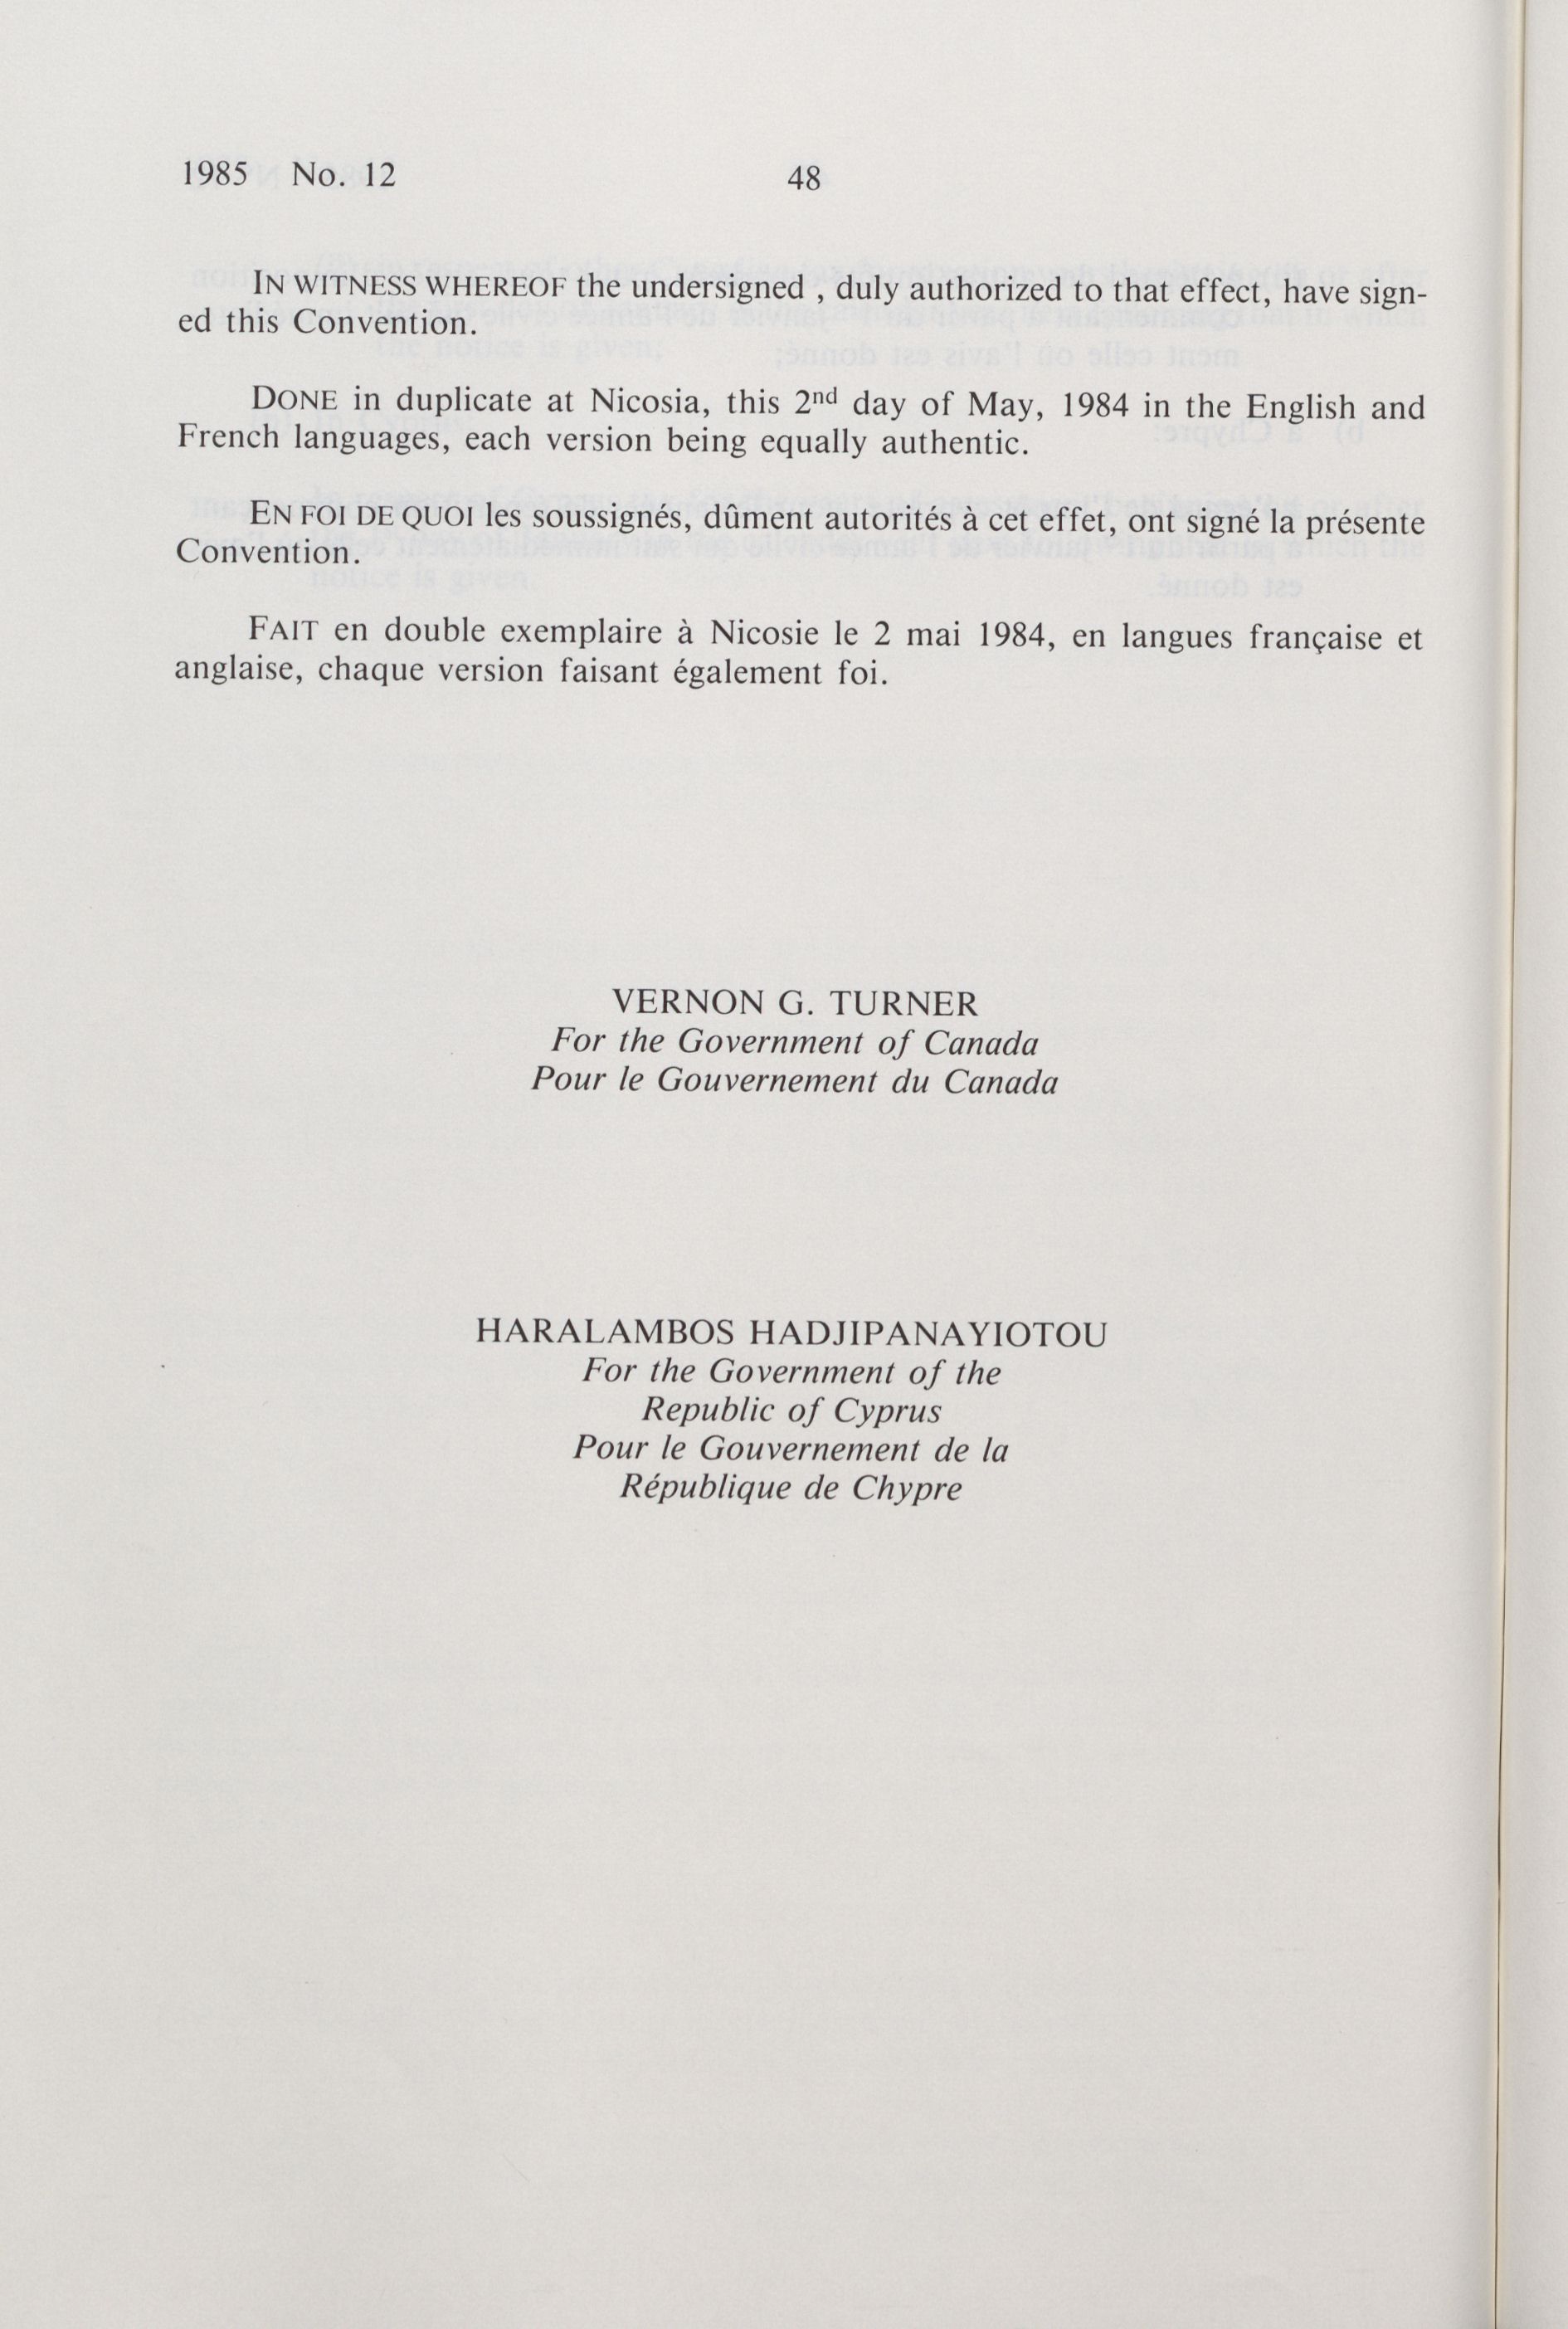 1985 No. 12
48
IN WITNESS WHEREOF the undersigned , duly authorized to that effect, have sign-
ed this Convention.
DONE in duplicate at Nicosia, this 2nd day of May, 1984 in the English and
French languages, each version being equally authentic.
EN FOI DE QUOI les soussignés, dûment autorités à cet effet, ont signé la présente
Convention.
FAIT en double exemplaire à Nicosie le 2 mai 1984, en langues française et
anglaise, chaque version faisant également foi.
VERNON G. TURNER
For the Government of Canada
Pour le Gouvernement du Canada
HARALAMBOS HADJIPANAYIOTOU
For the Government of the
Republic of Cyprus
Pour le Gouvernement de la
République de Chypre